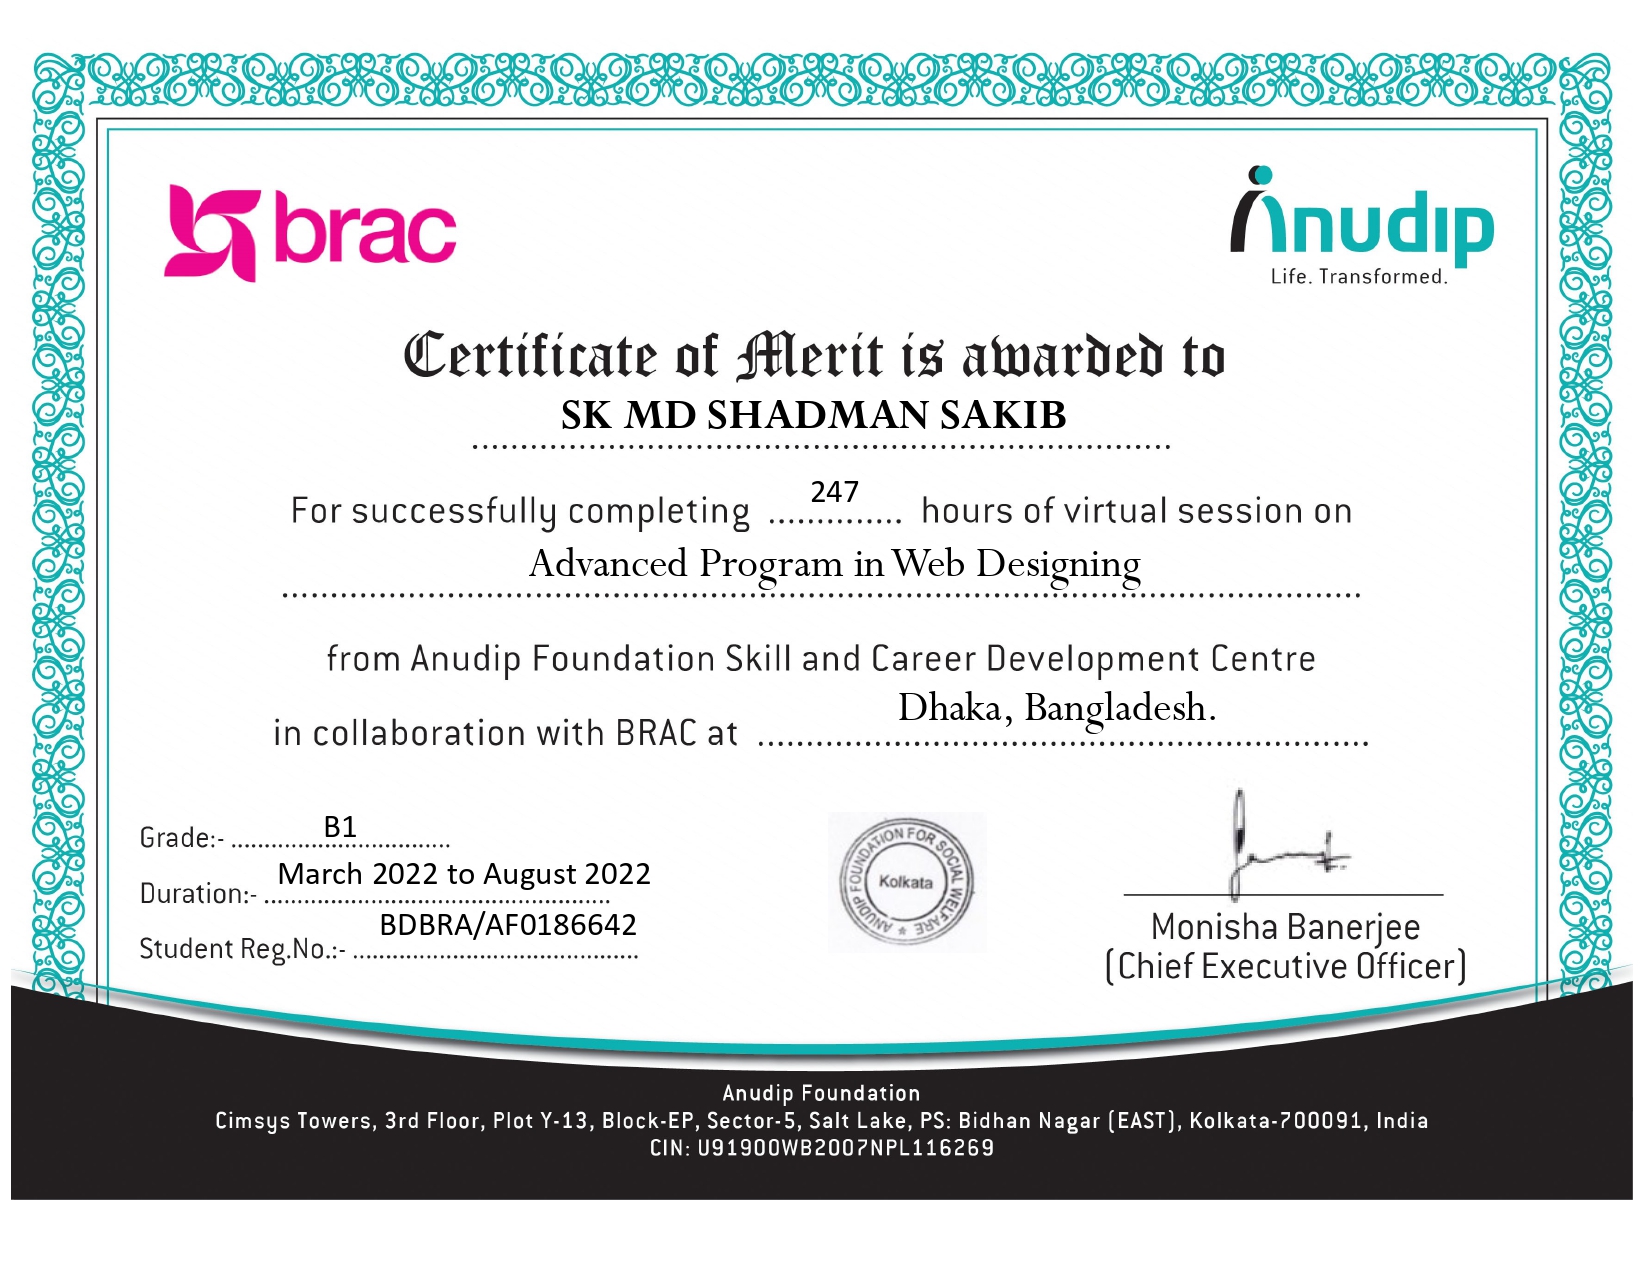 brac
Anudip
Life. Transformed.
Certificate of Merit is awarded to
SK MD SHADMAN SAKIB
For successfully completing 247 hours of virtual session on
Advanced Program in Web Designing
from Anudip Foundation Skill and Career Development Centre
in collaboration with BRAC at Dhaka, Bangladesh.
Grade:- B1
Duration:- March 2022 to August 2022
Student Reg.No.:- BDBRA/AF0186642
ANUDIP FOUNDATION FOR SOCIAL WELFARE
Kolkata
Monisha Banerjee
(Chief Executive Officer)
Anudip Foundation
Cimsys Towers, 3rd Floor, Plot Y-13, Block-EP, Sector-5, Salt Lake, PS: Bidhan Nagar (EAST), Kolkata-700091, India
CIN: U91900WB2007NPL116269